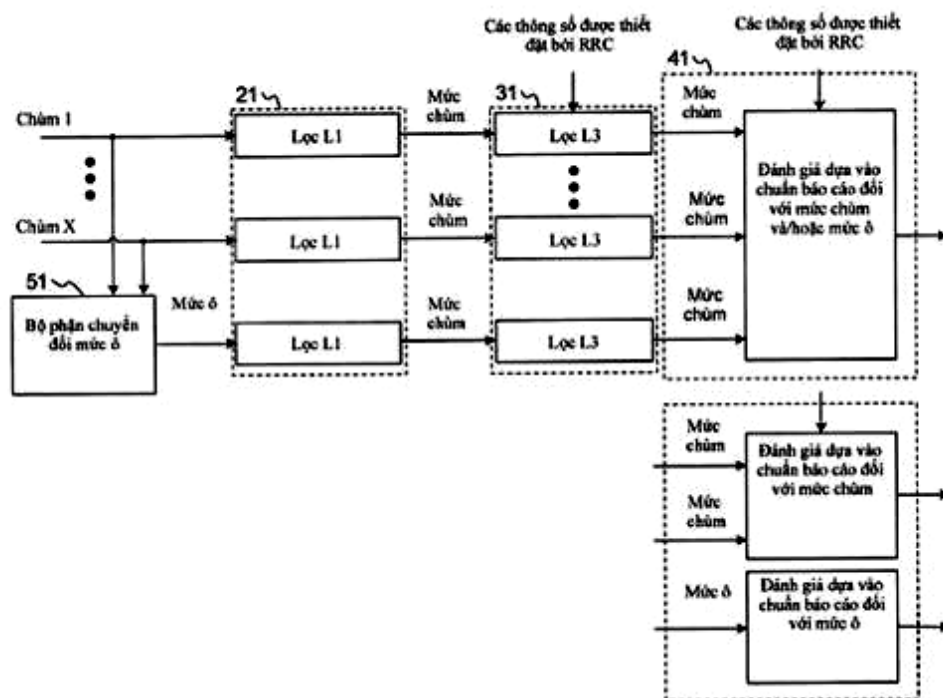 Các thông số được thiết
đặt bởi RRC
Các thông số được thiết
đặt bởi RRC
21
31
41
Chùm 1
Lọc L1
Mức
chùm
Lọc L3
Mức
chùm
Đánh giá dựa vào
chuẩn báo cáo đối
với mức chùm
và/hoặc mức ô
Chùm X
Lọc L1
Mức
chùm
Lọc L3
Mức
chùm
51
Bộ phận chuyển
đổi mức ô
Mức ô
Lọc L1
Mức
chùm
Lọc L3
Mức
chùm
Mức
chùm
Mức
chùm
Đánh giá dựa vào
chuẩn báo cáo đối
với mức chùm
Mức ô
Đánh giá dựa vào
chuẩn báo cáo đối
với mức ô